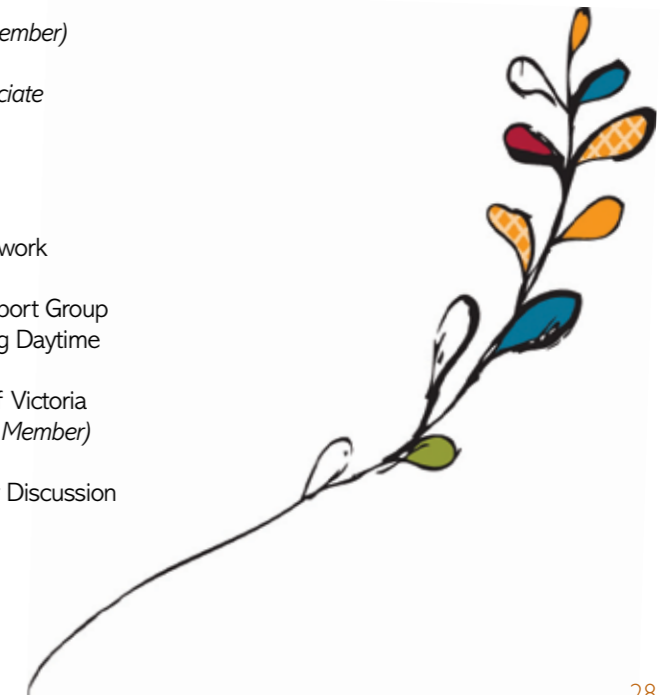 ember)
ciate
work
port Group
g Daytime
f Victoria
Member)
Discussion
28